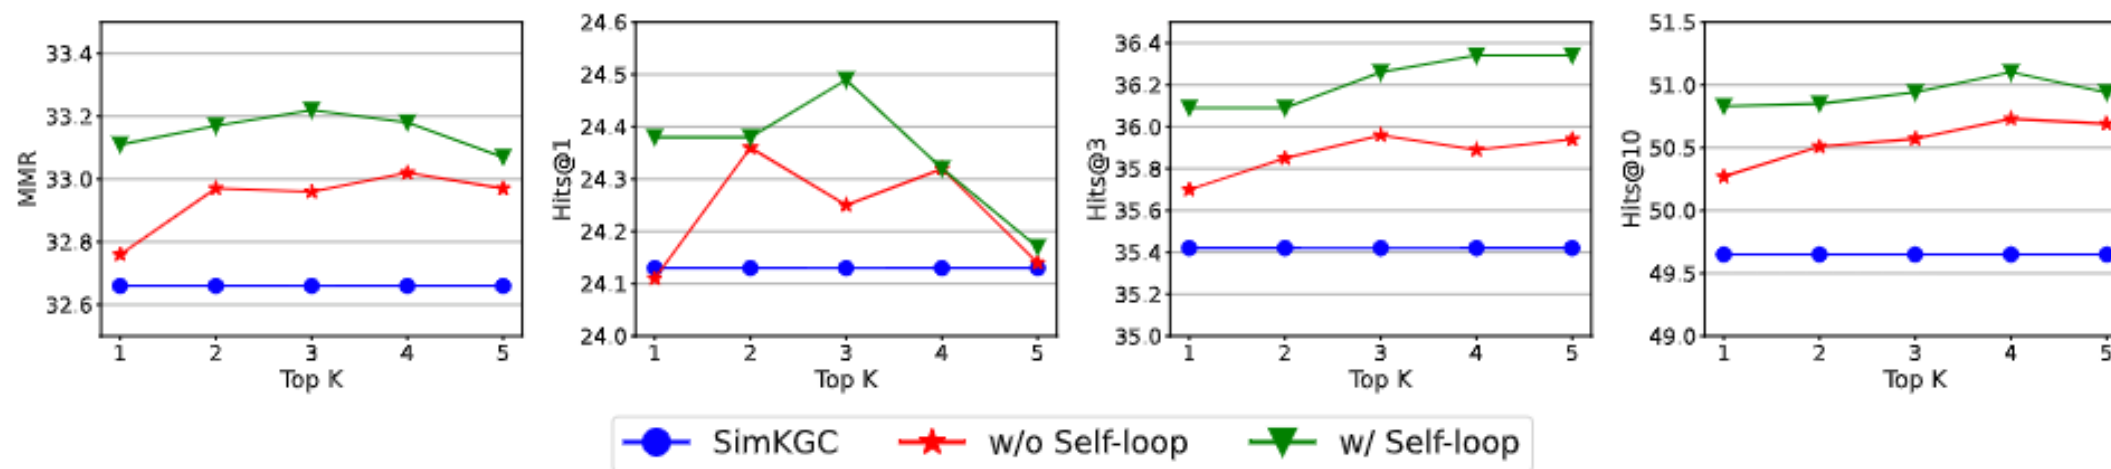 MMR
33.4
33.2
33.0
32.8
32.6
1 2 3 4 5
Top K
Hits@1
24.6
24.5
24.4
24.3
24.2
24.1
24.0
1 2 3 4 5
Top K
Hits@3
36.4
36.2
36.0
35.8
35.6
35.4
35.2
35.0
1 2 3 4 5
Top K
Hits@10
51.5
51.0
50.5
50.0
49.5
49.0
1 2 3 4 5
Top K
SimKGC w/o Self-loop w/ Self-loop